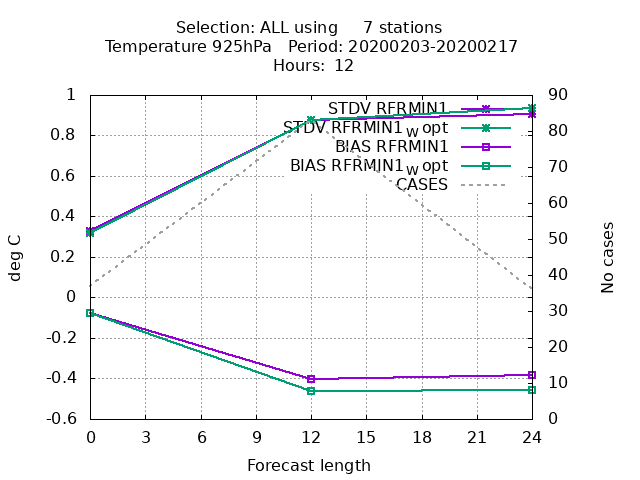 Selection: ALL using 7 stations
Temperature 925hPa Period: 20200203-20200217
Hours: 12
1
0.8
0.6
0.4
0.2
0
-0.2
-0.4
-0.6
deg C
STDV RFRMIN1
STDV RFRMIN1W opt
BIAS RFRMIN1
BIAS RFRMIN1W opt
CASES
90
80
70
60
50
40
30
20
10
0
No cases
0 3 6 9 12 15 18 21 24
Forecast length